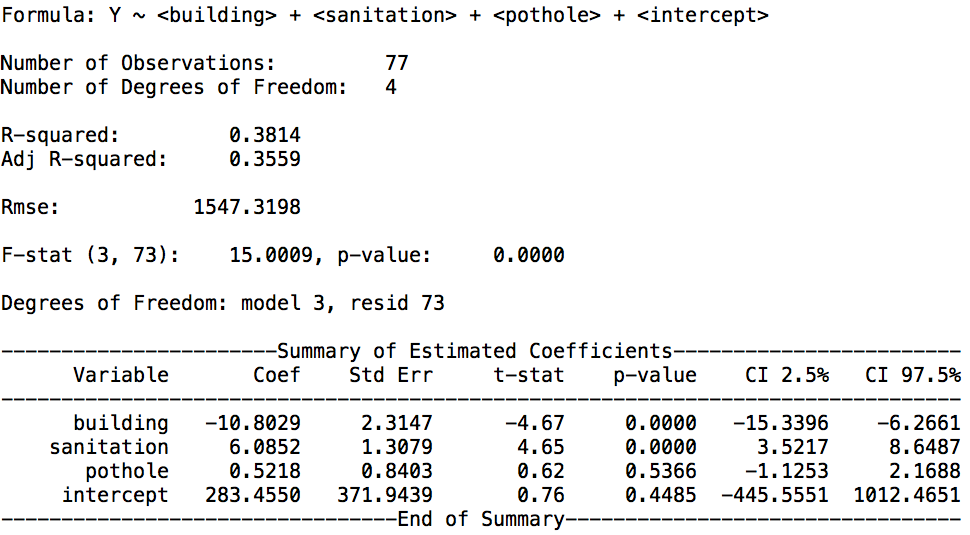 Formula: Y ~ <building> + <sanitation> + <pothole> + <intercept>
Number of Observations: 77
Number of Degrees of Freedom: 4
R-squared: 0.3814
Adj R-squared: 0.3559
Rmse: 1547.3198
F-stat (3, 73): 15.0009, p-value: 0.0000
Degrees of Freedom: model 3, resid 73
-----------------------Summary of Estimated Coefficients------------------------
Variable Coef Std Err t-stat p-value CI 2.5% CI 97.5%
--------------------------------------------------------------------------------
building -10.8029 2.3147 -4.67 0.0000 -15.3396 -6.2661
sanitation 6.0852 1.3079 4.65 0.0000 3.5217 8.6487
pothole 0.5218 0.8403 0.62 0.5366 -1.1253 2.1688
intercept 283.4550 371.9439 0.76 0.4485 -445.5551 1012.4651
---------------------------------End of Summary---------------------------------